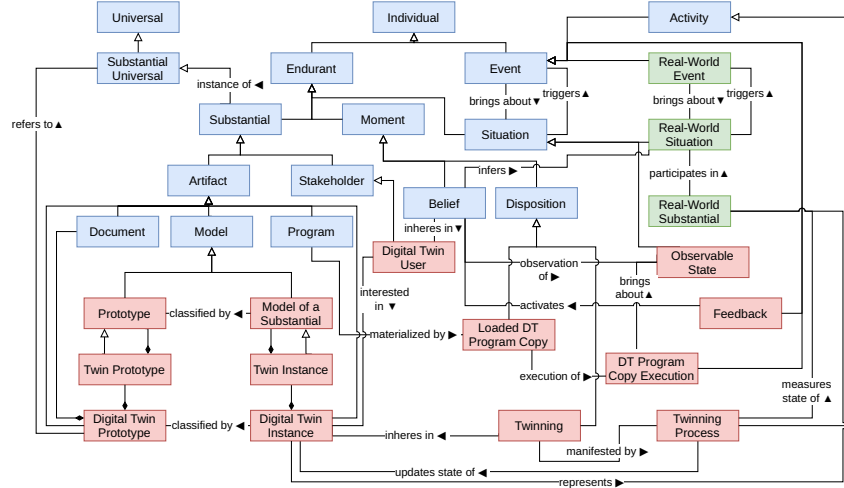 Universal
Individual
Activity
Substantial
Universal
Endurant
Event
Real-World
Event
instance of ◀
brings about▼
triggers▲
brings about▼
triggers▲
refers to▲
Substantial
Moment
Situation
Real-World
Situation
infers ▶
participates in▲
Artifact
Stakeholder
Belief
Disposition
Real-World
Substantial
Document
Model
Program
inheres in▼
Digital Twin
User
observation
of ▶
Observable
State
brings
about▲
interested
in ▼
Prototype
classified by ◀
Model of a
Substantial
activates ◀
Feedback
materialized by ▶
Loaded DT
Program Copy
Twin Prototype
Twin Instance
execution of ▶
DT Program
Copy Execution
measures
state of ▲
Digital Twin
Prototype
classified by ◀
Digital Twin
Instance
inheres in ◀
Twinning
Twinning
Process
manifested by ▶
updates state of ◀
represents ▶